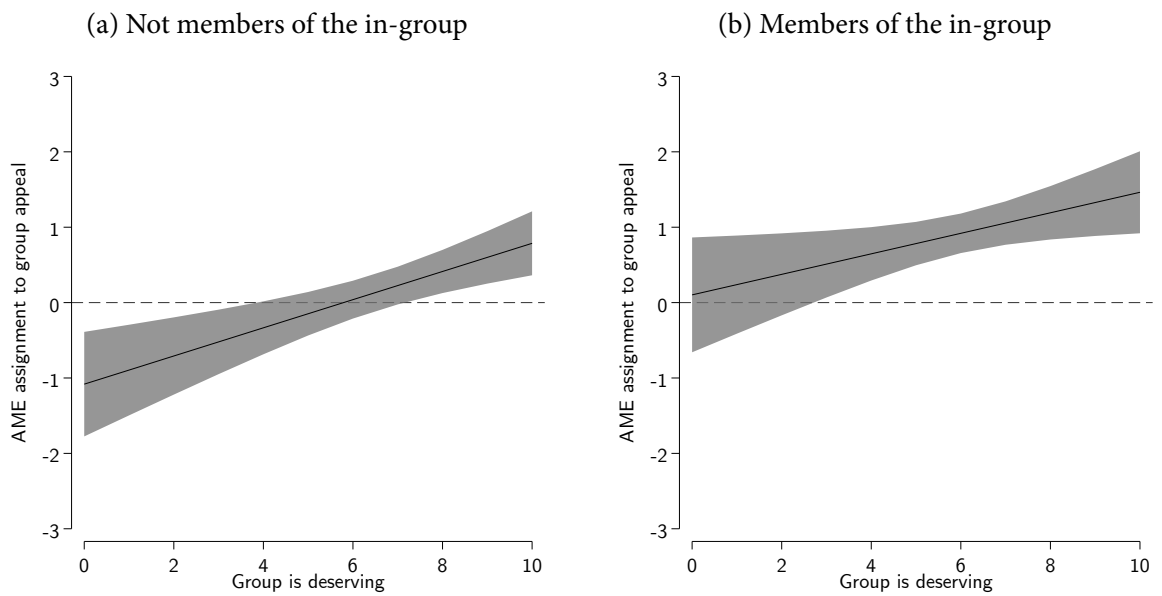 (a) Not members of the in-group
3
2
1
0
-1
-2
-3
AME assignment to group appeal
0 2 4 6 8 10
Group is deserving
(b) Members of the in-group
3
2
1
0
-1
-2
-3
AME assignment to group appeal
0 2 4 6 8 10
Group is deserving